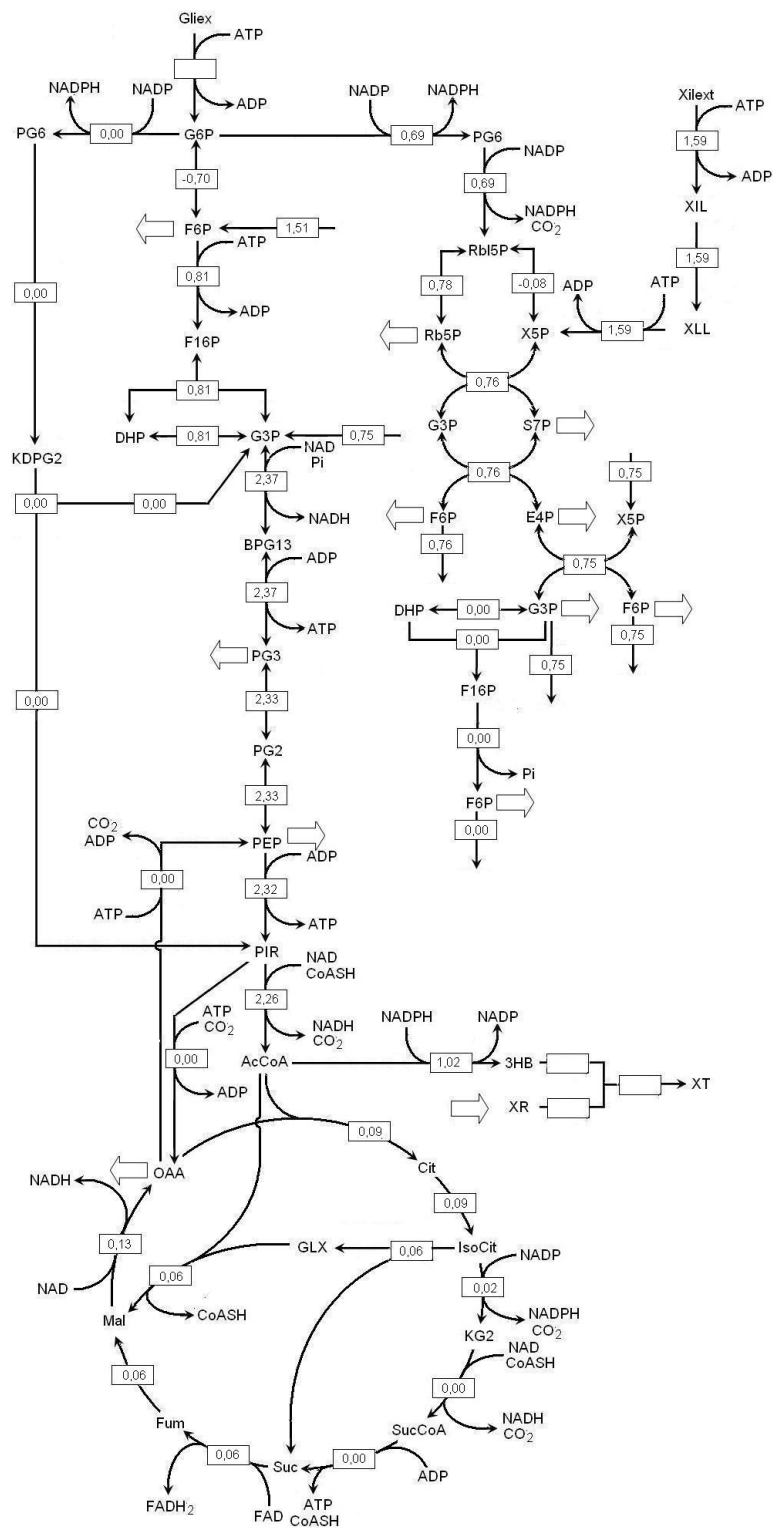 Gliex
ATP
ADP
NADPH
NADP
NADP
NADPH
Xilext
ATP
PG6
0,00
G6P
0,69
PG6
1,59
NADP
ADP
-0,70
0,69
NADPH
CO2
XIL
F6P
1,51
ATP
RbI5P
1,59
0,81
0,00
ADP
0,78
-0,08
ADP
ATP
F16P
Rb5P
X5P
1,59
XLL
0,81
0,76
DHP
0,81
G3P
0,75
G3P
S7P
NAD
Pi
KDPG2
2,37
0,76
0,75
0,00
0,00
NADH
F6P
E4P
X5P
BPG13
0,76
ADP
2,37
0,75
ATP
DHP
0,00
G3P
F6P
0,00
0,75
PG3
0,75
2,33
F16P
0,00
PG2
0,00
2,33
Pi
F6P
CO2
ADP
PEP
0,00
ADP
0,00
2,32
ATP
ATP
PIR
NAD
CoASH
2,26
ATP
CO2
NADH
CO2
NADPH
NADP
0,00
AcCoA
1,02
3HB
ADP
XT
XR
0,09
OAA
Cit
NADH
0,09
0,13
GLX
0,06
IsoCit
NADP
NAD
0,06
0,02
CoASH
NADPH
CO2
Mal
KG2
NAD
CoASH
0,06
0,00
Fum
SucCoA
NADH
CO2
0,06
Suc
0,00
ADP
FADH2
FAD
ATP
CoASH